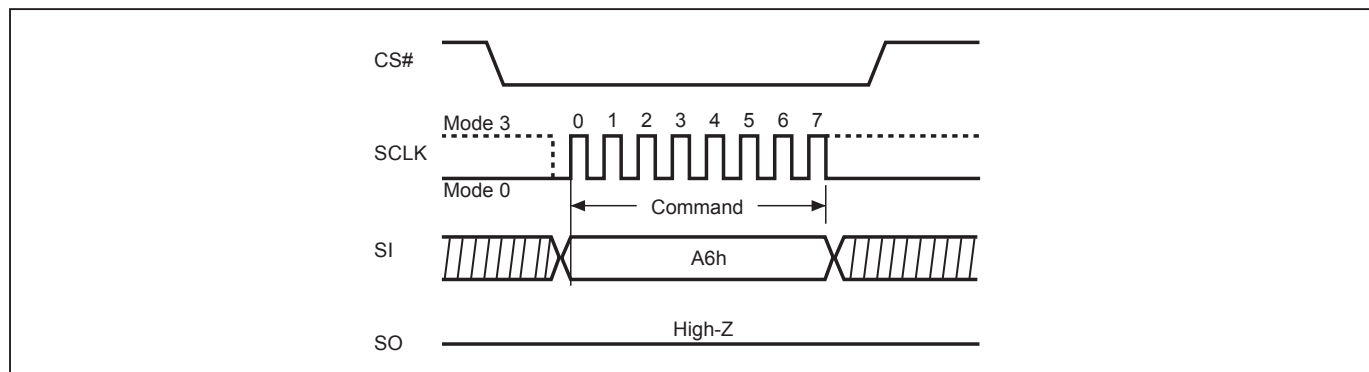 CS#
Mode 3
0 1 2 3 4 5 6 7
SCLK
Mode 0
Command
SI
A6h
High-Z
SO